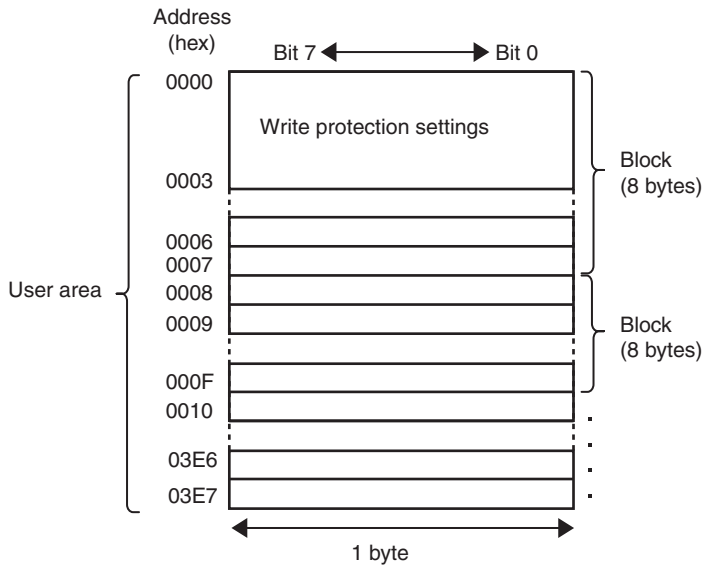 Address
(hex)
Bit 7
Bit 0
0000
Write protection settings
0003
Block
(8 bytes)
0006
0007
User area
0008
0009
Block
(8 bytes)
000F
0010
03E6
03E7
1 byte